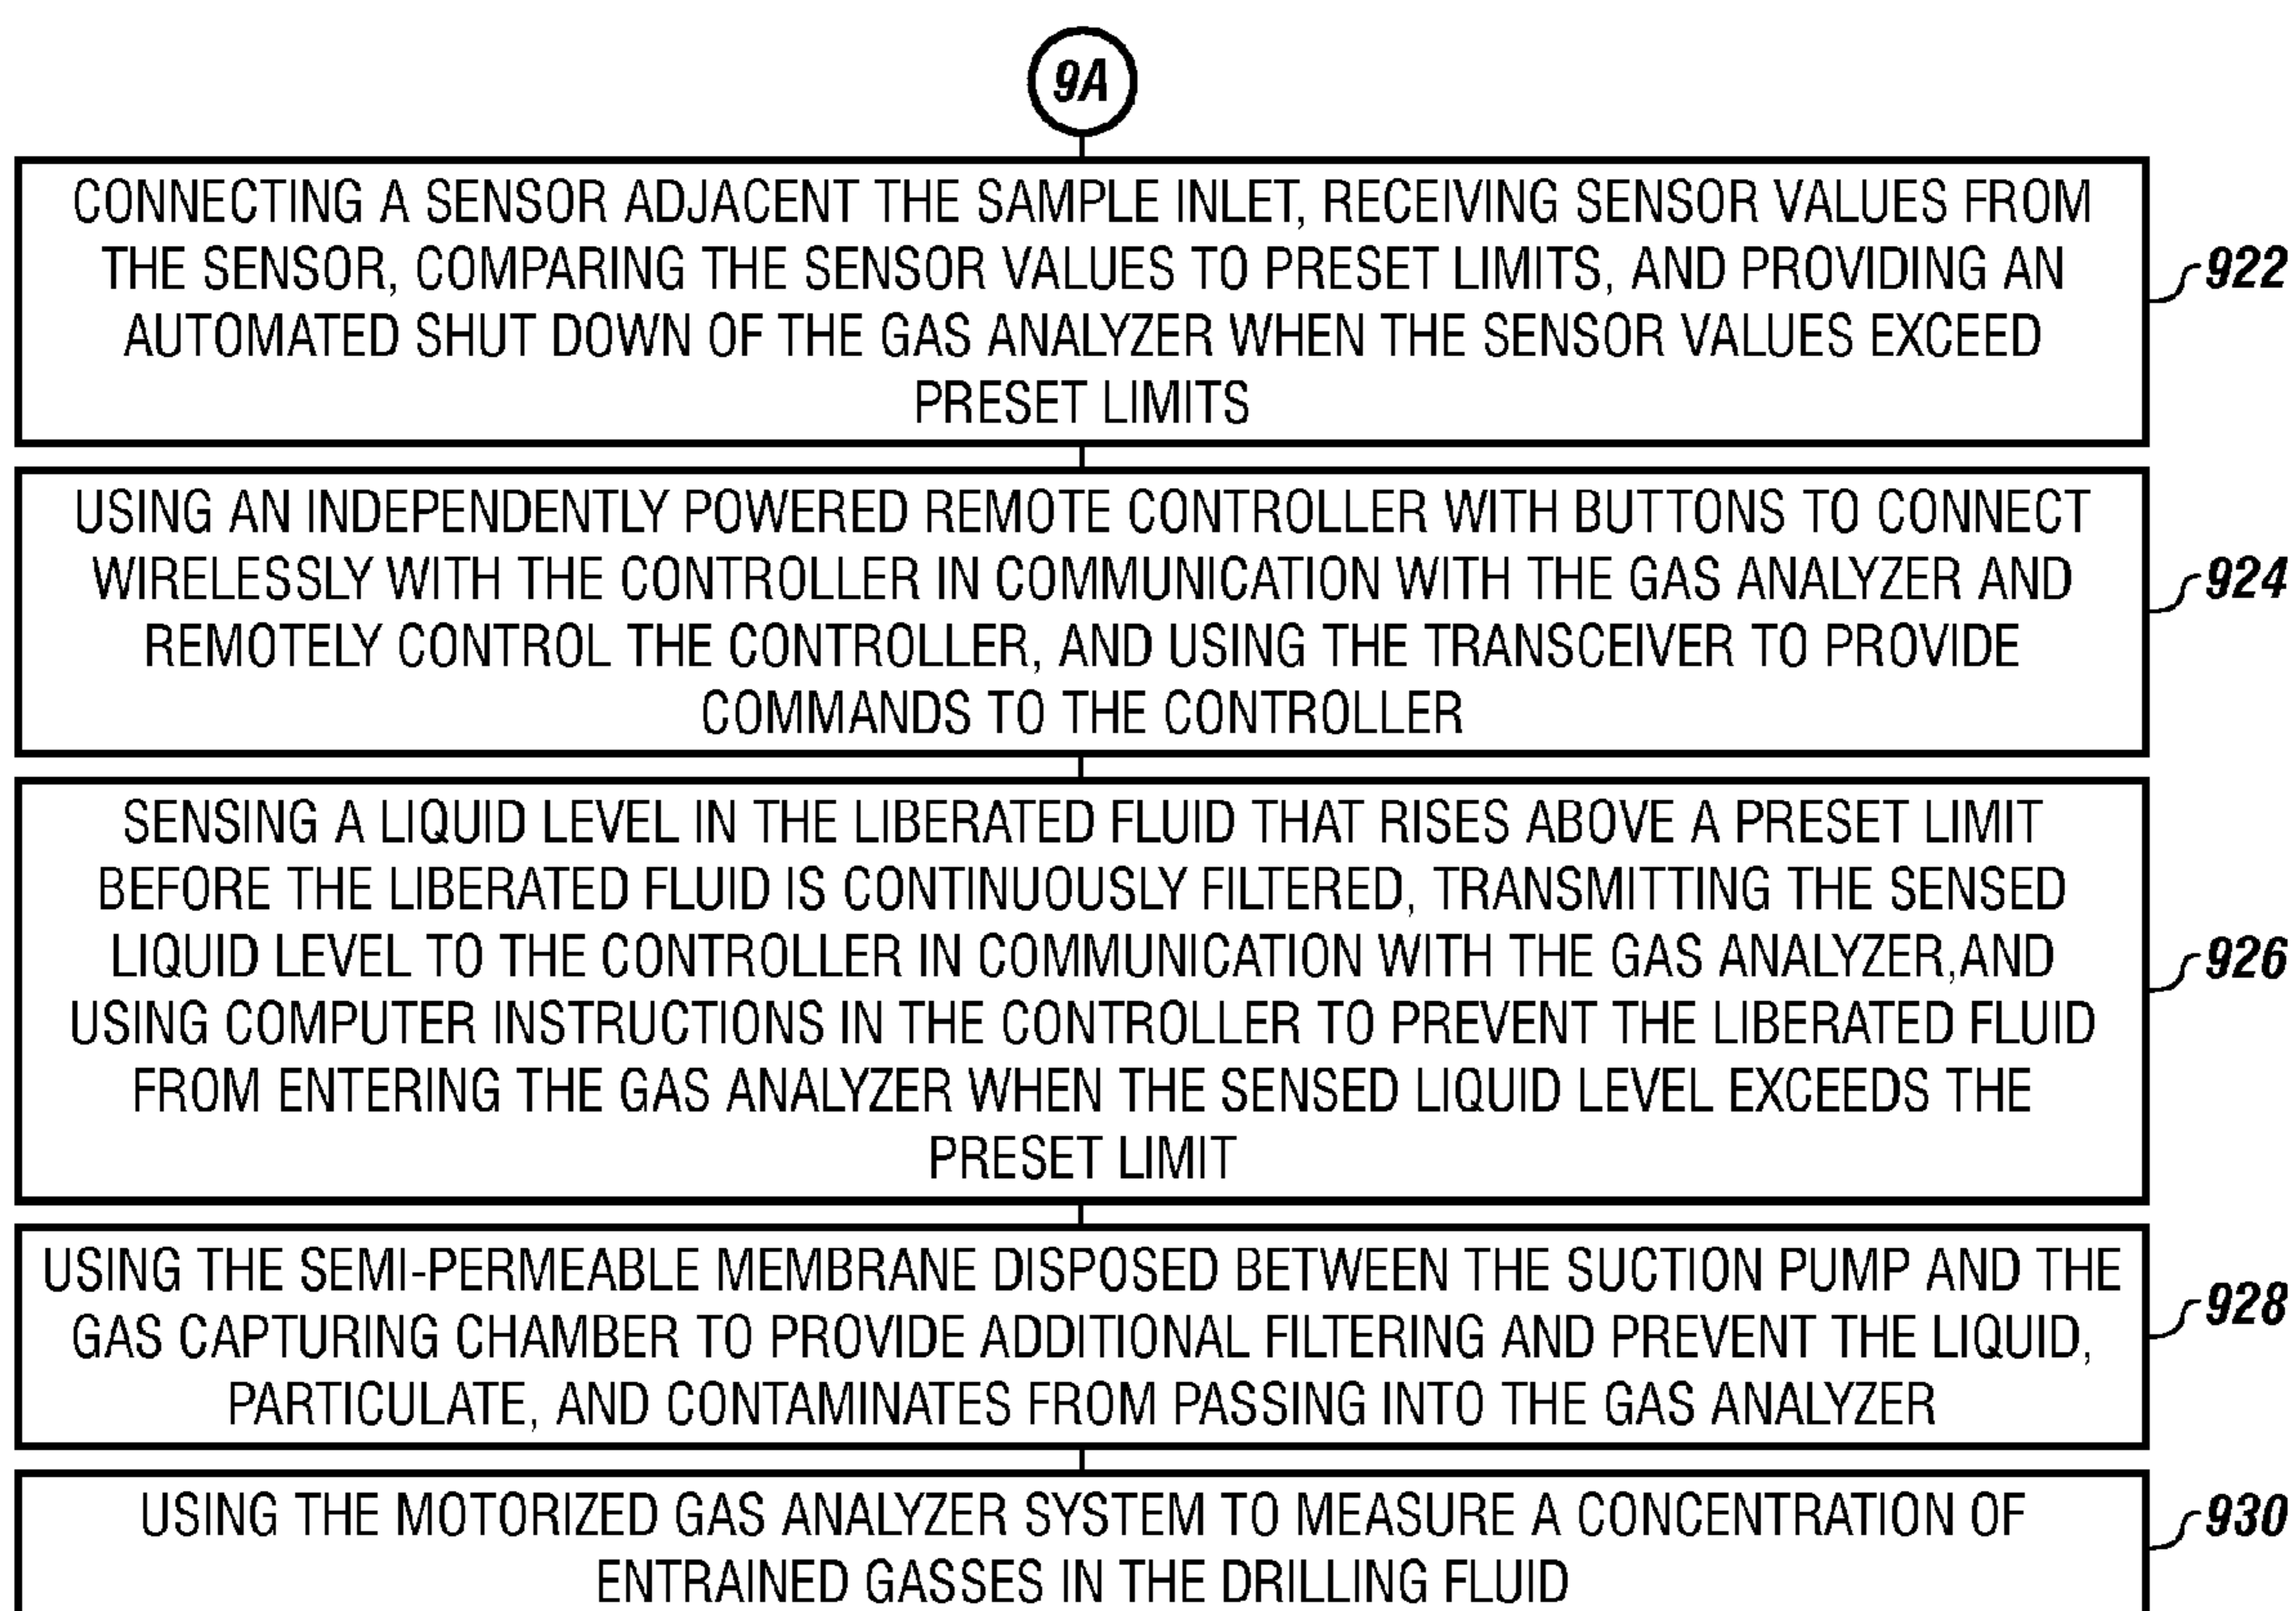 9A
CONNECTING A SENSOR ADJACENT THE SAMPLE INLET, RECEIVING SENSOR VALUES FROM
THE SENSOR, COMPARING THE SENSOR VALUES TO PRESET LIMITS, AND PROVIDING AN
AUTOMATED SHUT DOWN OF THE GAS ANALYZER WHEN THE SENSOR VALUES EXCEED
PRESET LIMITS
922
USING AN INDEPENDENTLY POWERED REMOTE CONTROLLER WITH BUTTONS TO CONNECT
WIRELESSLY WITH THE CONTROLLER IN COMMUNICATION WITH THE GAS ANALYZER AND
REMOTELY CONTROL THE CONTROLLER, AND USING THE TRANSCEIVER TO PROVIDE
COMMANDS TO THE CONTROLLER
924
SENSING A LIQUID LEVEL IN THE LIBERATED FLUID THAT RISES ABOVE A PRESET LIMIT
BEFORE THE LIBERATED FLUID IS CONTINUOUSLY FILTERED, TRANSMITTING THE SENSED
LIQUID LEVEL TO THE CONTROLLER IN COMMUNICATION WITH THE GAS ANALYZER,AND
USING COMPUTER INSTRUCTIONS IN THE CONTROLLER TO PREVENT THE LIBERATED FLUID
FROM ENTERING THE GAS ANALYZER WHEN THE SENSED LIQUID LEVEL EXCEEDS THE
PRESET LIMIT
926
USING THE SEMI-PERMEABLE MEMBRANE DISPOSED BETWEEN THE SUCTION PUMP AND THE
GAS CAPTURING CHAMBER TO PROVIDE ADDITIONAL FILTERING AND PREVENT THE LIQUID,
PARTICULATE, AND CONTAMINATES FROM PASSING INTO THE GAS ANALYZER
928
USING THE MOTORIZED GAS ANALYZER SYSTEM TO MEASURE A CONCENTRATION OF
ENTRAINED GASSES IN THE DRILLING FLUID
930